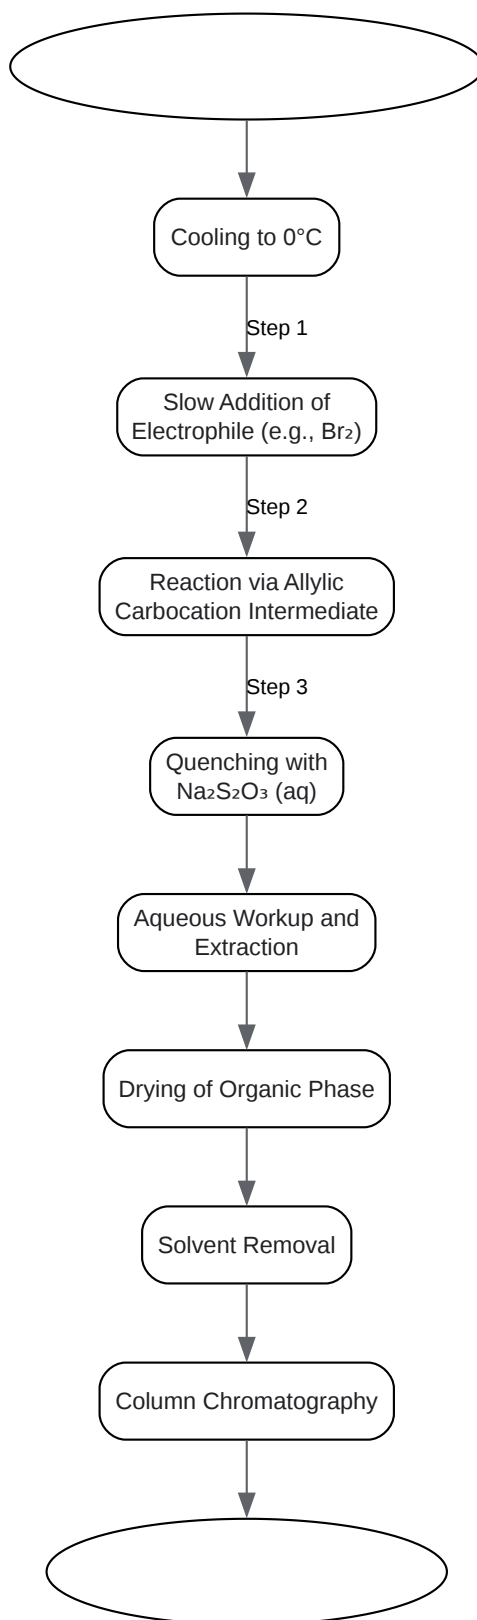 Cooling to 0°C
Step 1
Slow Addition of
Electrophile (e.g., Br₂)
Step 2
Reaction via Allylic
Carbocation Intermediate
Step 3
Quenching with
Na₂S₂O₃ (aq)
Aqueous Workup and
Extraction
Drying of Organic Phase
Solvent Removal
Column Chromatography